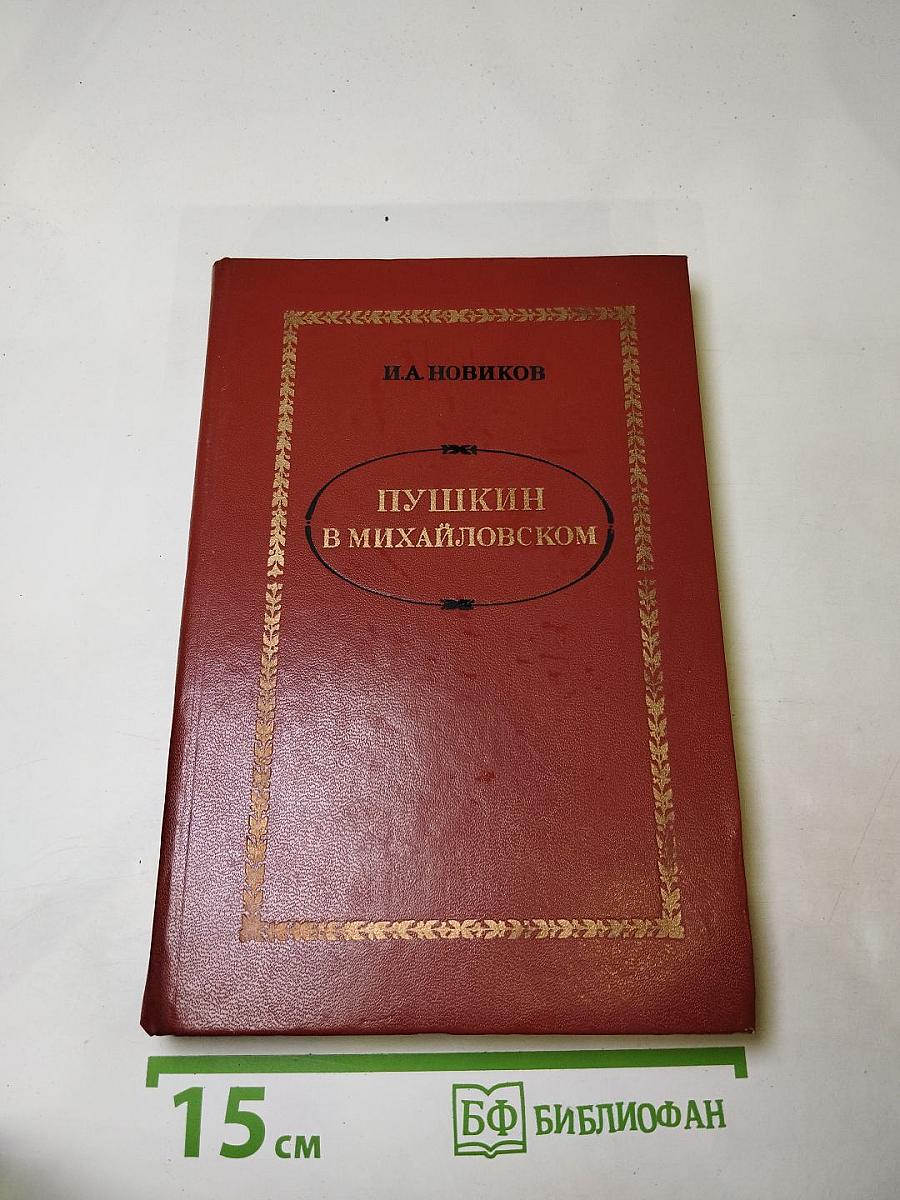 И.А. НОВИКОВ
ПУШКИН
В МИХАЙЛОВСКОМ
15 см
БФ БИБЛИОФАН